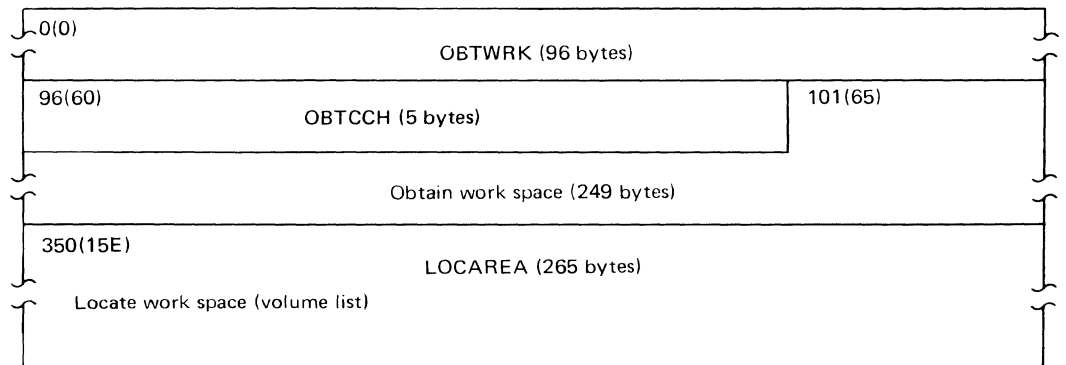 0(0)
OBTWRK (96 bytes)
96(60)
OBTCCH (5 bytes)
101(65)
Obtain work space (249 bytes)
350(15E)
LOCAREA (265 bytes)
Locate work space (volume list)